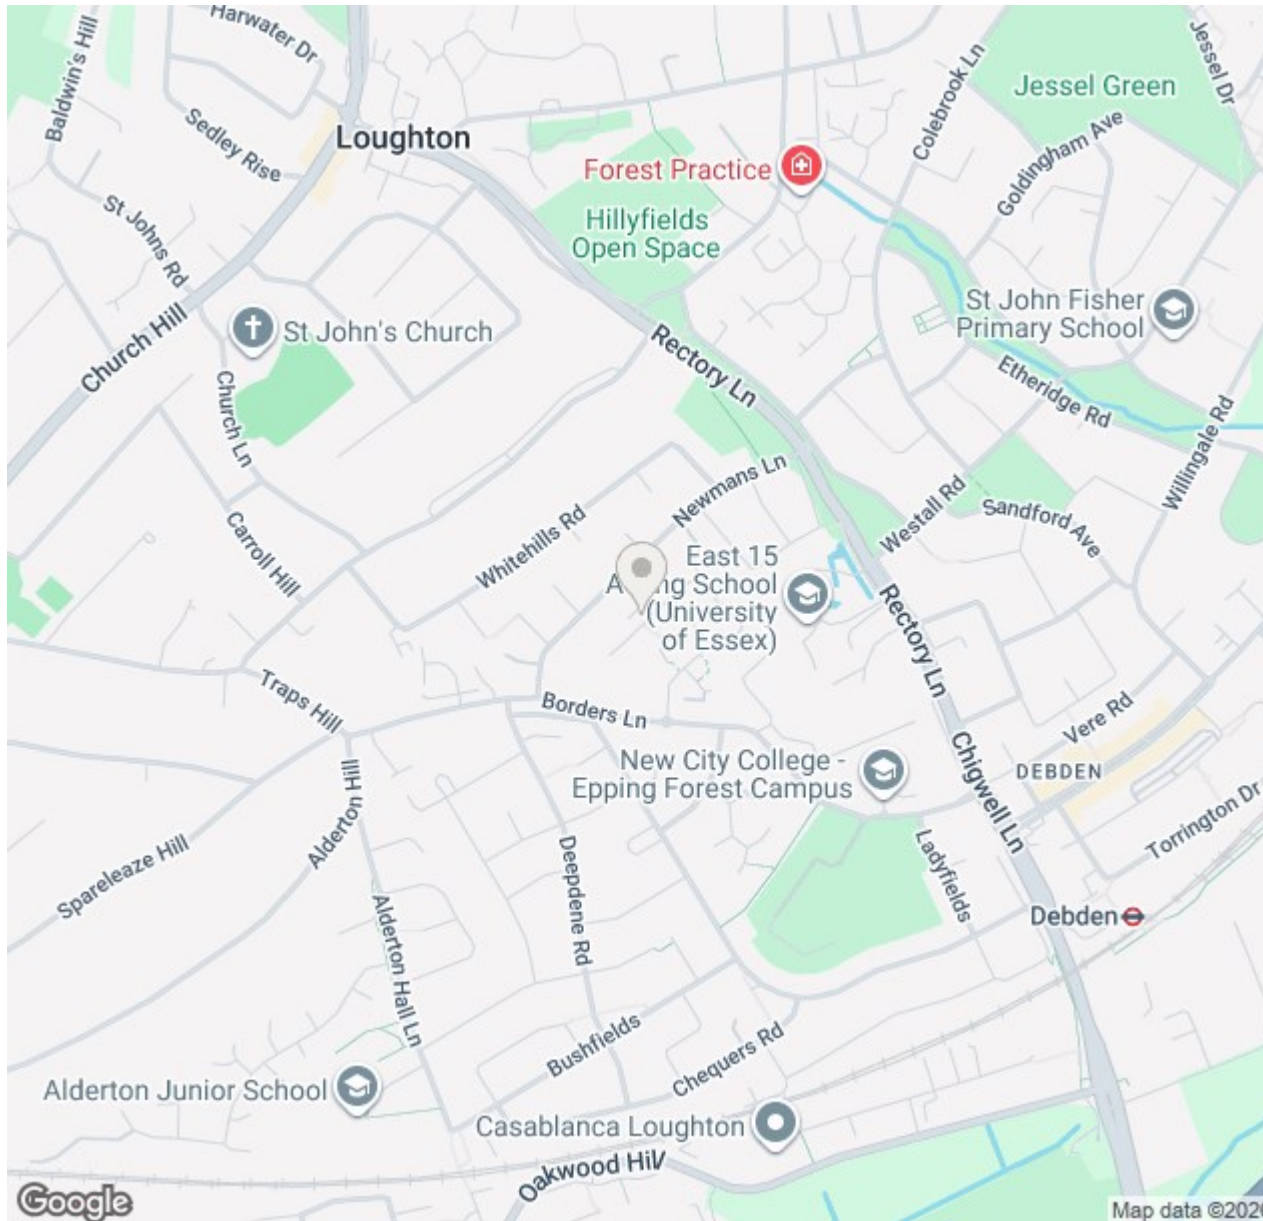 Harwater Dr
Baldwin's Hill
Sedley Rise
Loughton
Jessel Green
Jessel Dr
Colebrook Ln
Goldingham Ave
Forest Practice
Hillyfields
Open Space
St Johns Rd
St John's Church
Church Hill
Church Ln
St John Fisher
Primary School
Rectory Ln
Etheridge Rd
Willingale Rd
Newmans Ln
Whitehills Rd
Carroll Hill
Westall Rd
Sandford Ave
East 15
(University
of Essex)
School
Rectory Ln
Traps Hill
Borders Ln
Vere Rd
New City College -
Epping Forest Campus
Chigwell Ln
DEBDEN
Torrington Dr
Alderton Hill
Spareleaze Hill
Deepdene Rd
Ladyfields
Debden
Alderton Hall Ln
Bushfields
Chequers Rd
Alderton Junior School
Casablanca Loughton
Oakwood Hill
Google
Map data ©2026